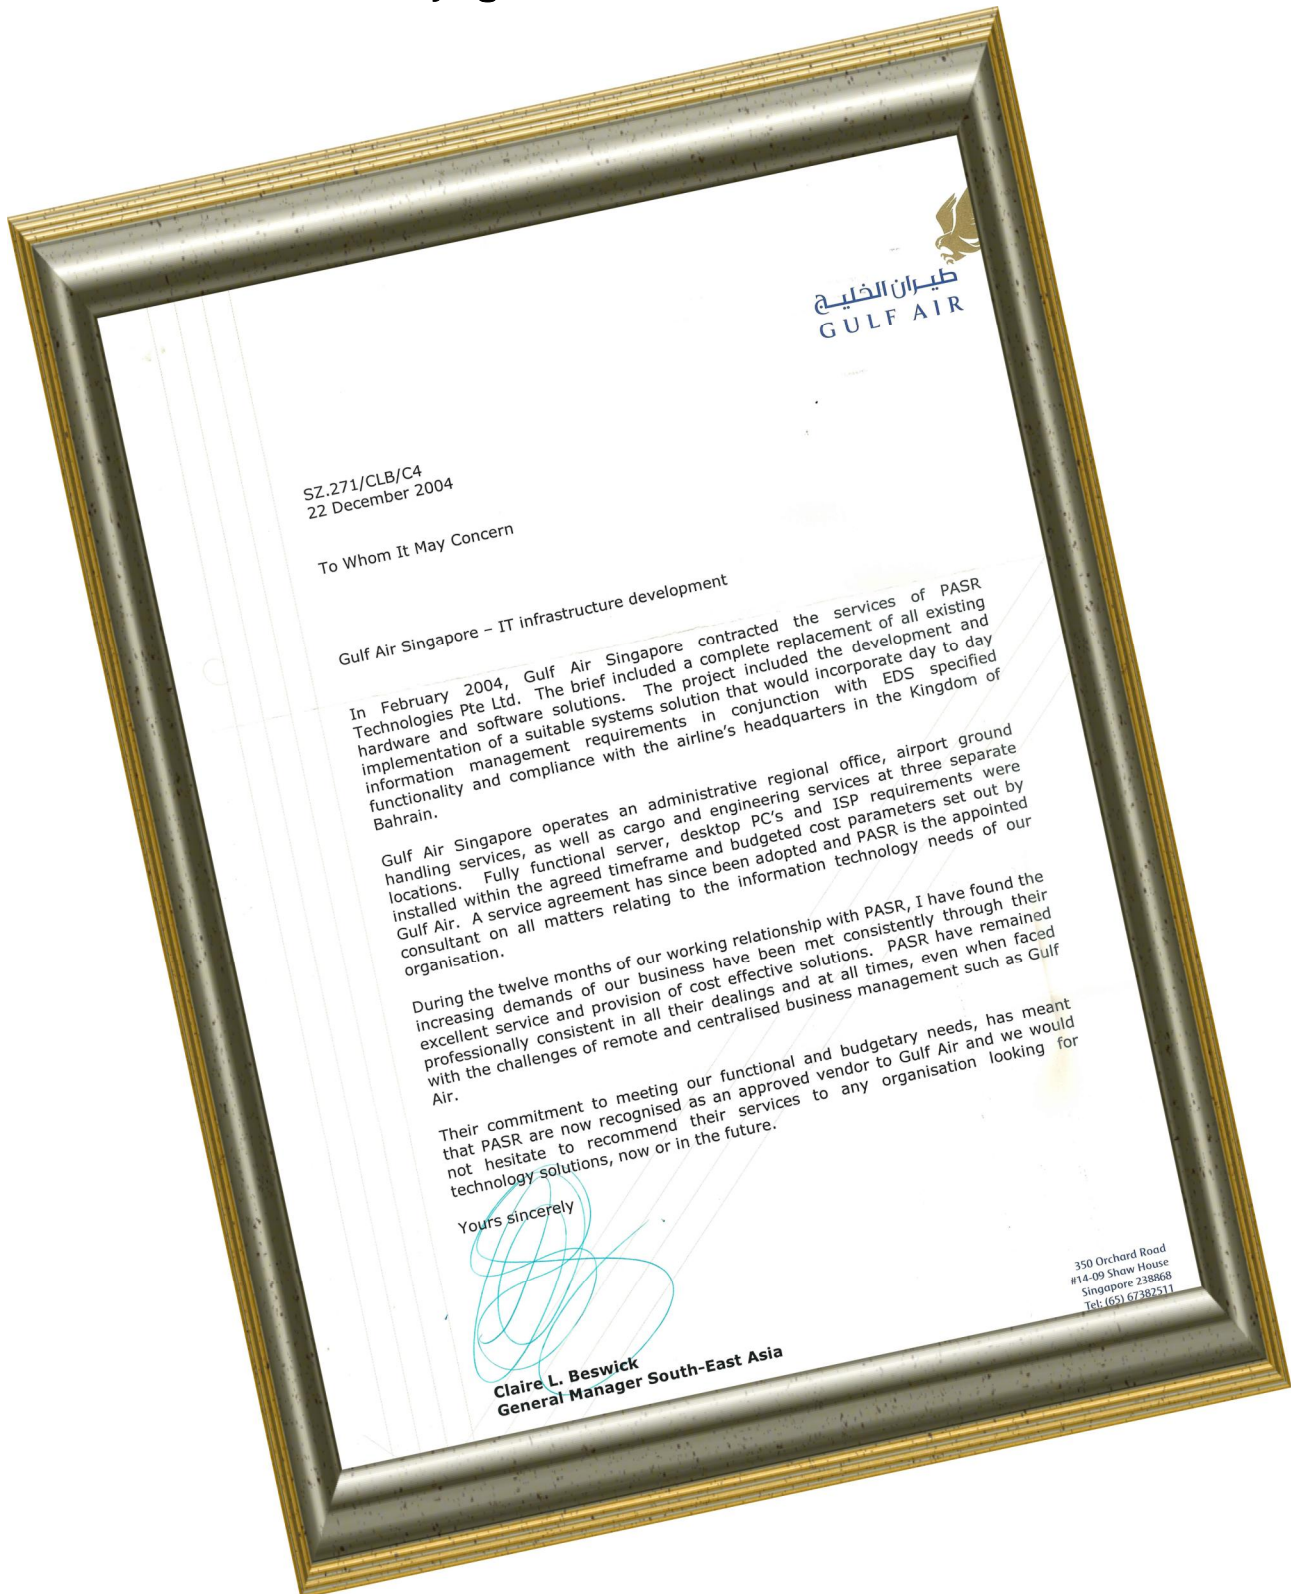 طيران الخليج
GULF AIR
SZ.271/CLB/C4
22 December 2004
To Whom It May Concern
Gulf Air Singapore – IT infrastructure development
In February 2004, Gulf Air Singapore contracted the services of PASR
Technologies Pte Ltd. The brief included a complete replacement of all existing
hardware and software solutions. The project included the development and
implementation of a suitable systems solution that would incorporate day to day
information management requirements in conjunction with EDS specified
functionality and compliance with the airline's headquarters in the Kingdom of
Bahrain.
Gulf Air Singapore operates an administrative regional office, airport ground
handling services, as well as cargo and engineering services at three separate
locations. Fully functional server, desktop PC's and ISP requirements were
installed within the agreed timeframe and budgeted cost parameters set out by
Gulf Air. A service agreement has since been adopted and PASR is the appointed
consultant on all matters relating to the information technology needs of our
organisation.
During the twelve months of our working relationship with PASR, I have found the
increasing demands of our business have been met consistently through their
excellent service and provision of cost effective solutions. PASR have remained
professionally consistent in all their dealings and at all times, even when faced
with the challenges of remote and centralised business management such as Gulf
Air.
Their commitment to meeting our functional and budgetary needs, has meant
that PASR are now recognised as an approved vendor to Gulf Air and we would
not hesitate to recommend their services to any organisation looking for
technology solutions, now or in the future.
Yours sincerely
Claire L. Beswick
General Manager South-East Asia
350 Orchard Road
#14-09 Shaw House
Singapore 238868
Tel: (65) 67382511